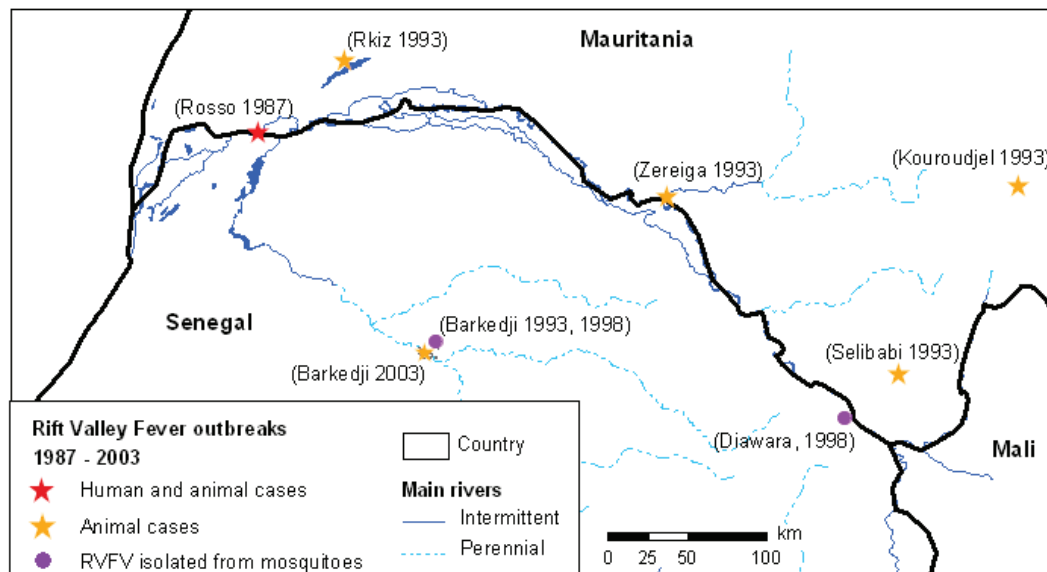 (Rkiz 1993)
Mauritania
(Rosso 1987)
(Kouroudjel 1993)
(Zereiga 1993)
Senegal
(Barkedji 1993, 1998)
(Barkedji 2003)
(Selibabi 1993)
(Diawara, 1998)
Mali
Rift Valley Fever outbreaks
1987 - 2003
Human and animal cases
Animal cases
RVFV isolated from mosquitoes
Country
Main rivers
Intermittent
Perennial
km
0 25 50 100